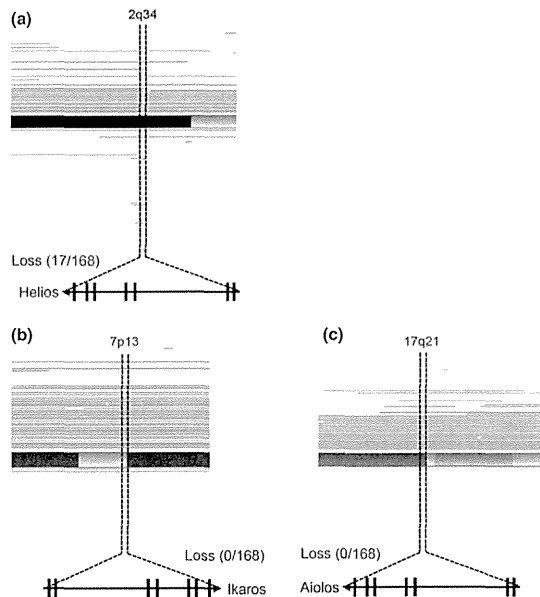 (a)
2q34
Loss (17/168)
Helios
(b)
7p13
Loss (0/168)
Ikaros
(c)
17q21
Loss (0/168)
Aiolos